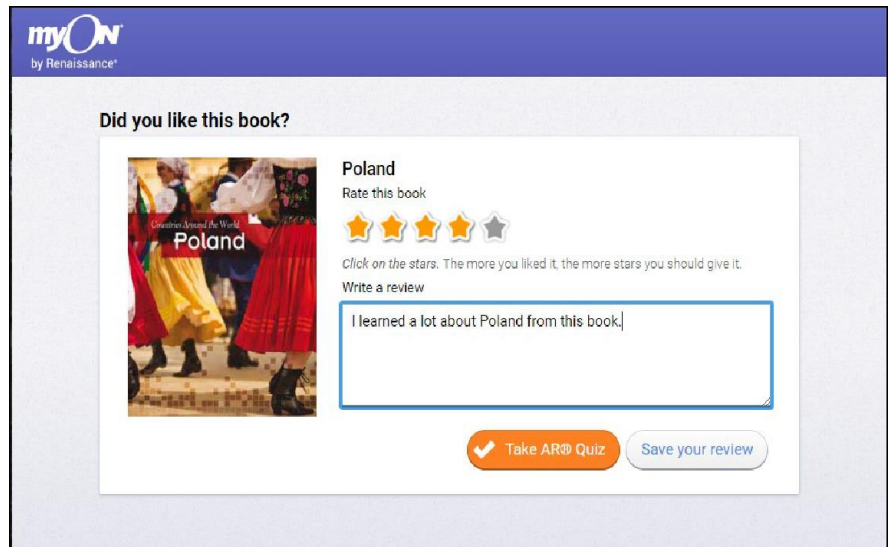 myON
by Renaissance®
Did you like this book?
Countries Around the World
Poland
Poland
Rate this book
Click on the stars. The more you liked it, the more stars you should give it.
Write a review
I learned a lot about Poland from this book.
Take AR® Quiz
Save your review